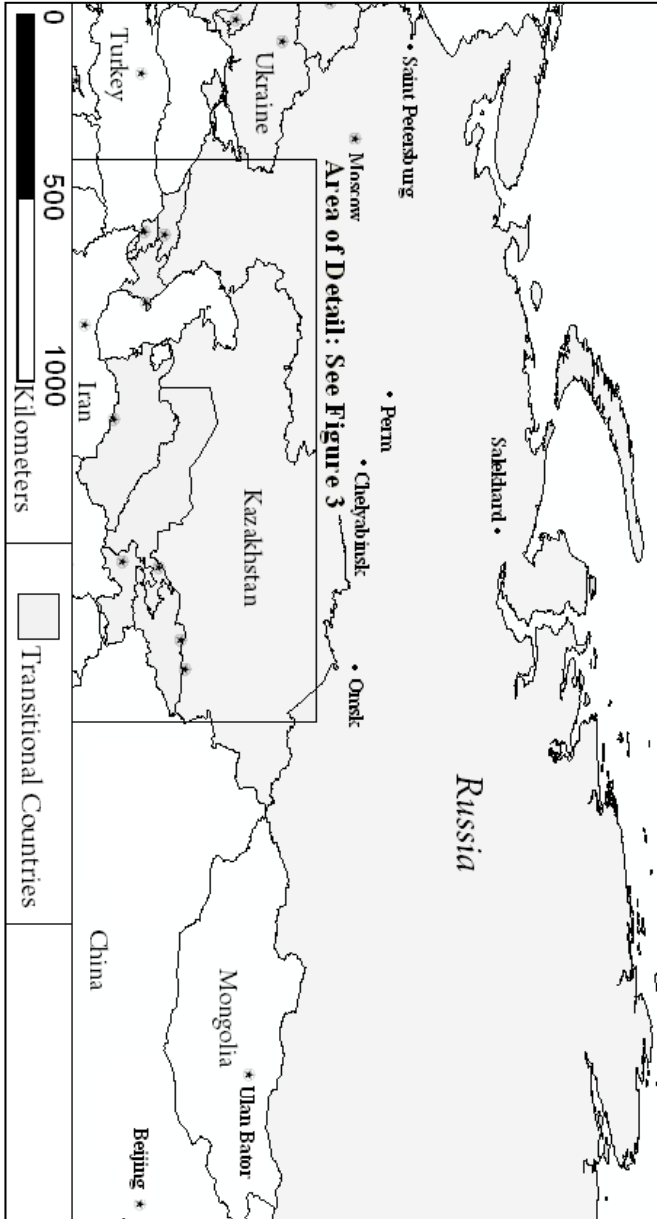 Saint Petersburg
Salekhard
Russia
Moscow
Perm
Chelyabinsk
Omsk
Area of Detail: See Figure 3
Ukraine
Kazakhstan
Mongolia
Ulan Bator
Turkey
Iran
China
Beijing
0 500 1000
Kilometers
Transitional Countries